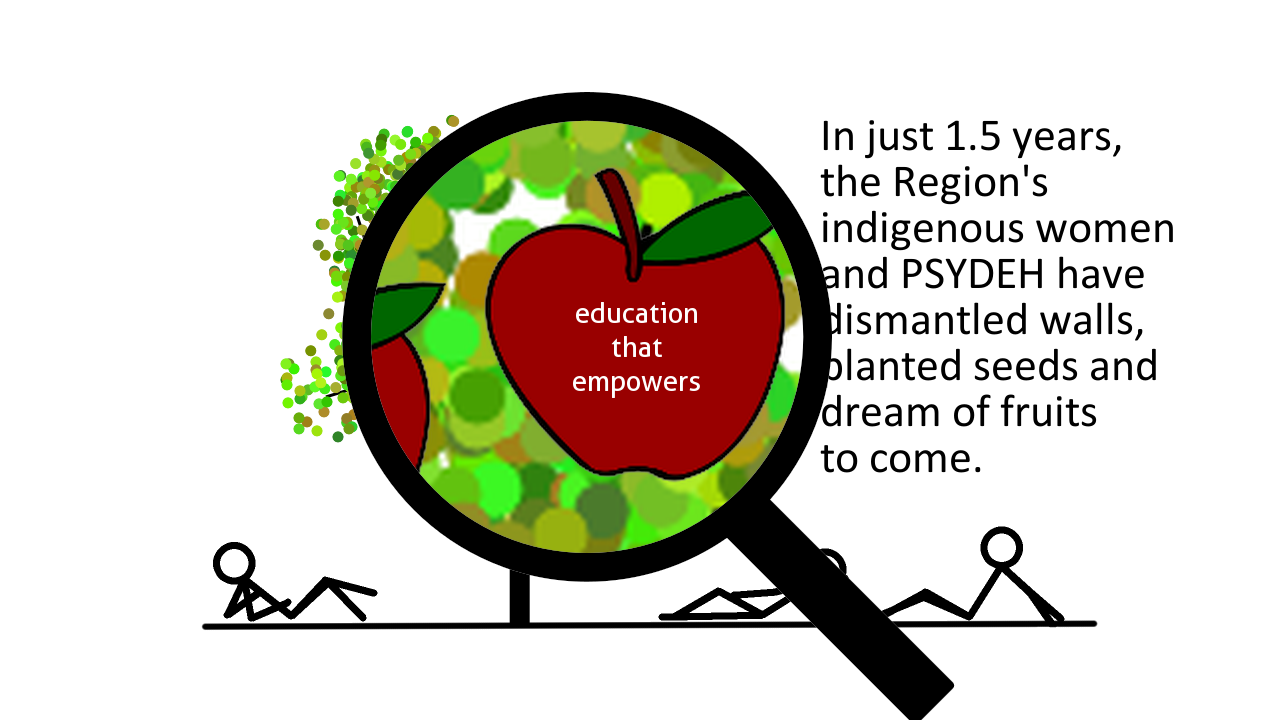 education
that
empowers
In just 1.5 years,
the Region's
indigenous women
and PSYDEH have
dismantled walls,
planted seeds and
dream of fruits
to come.